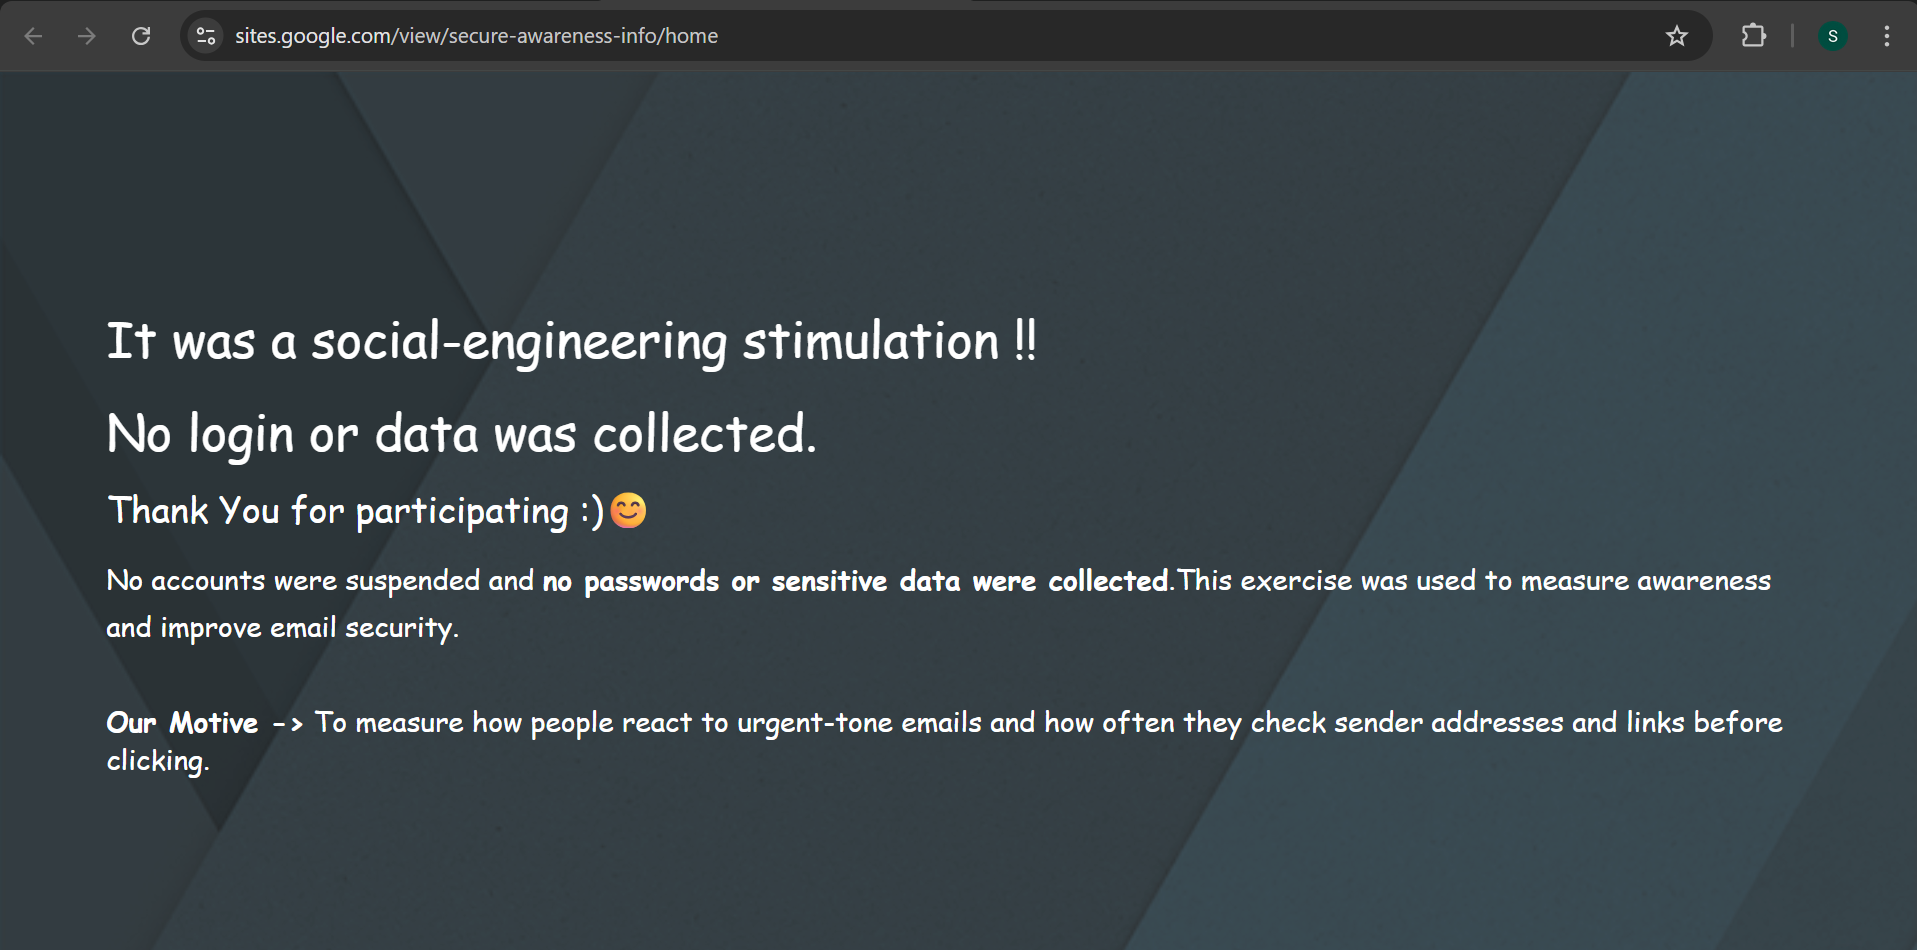 sites.google.com/view/secure-awareness-info/home
S
It was a social-engineering stimulation !!
No login or data was collected.
Thank You for participating :)😊
No accounts were suspended and no passwords or sensitive data were collected.This exercise was used to measure awareness
and improve email security.
Our Motive -> To measure how people react to urgent-tone emails and how often they check sender addresses and links before
clicking.